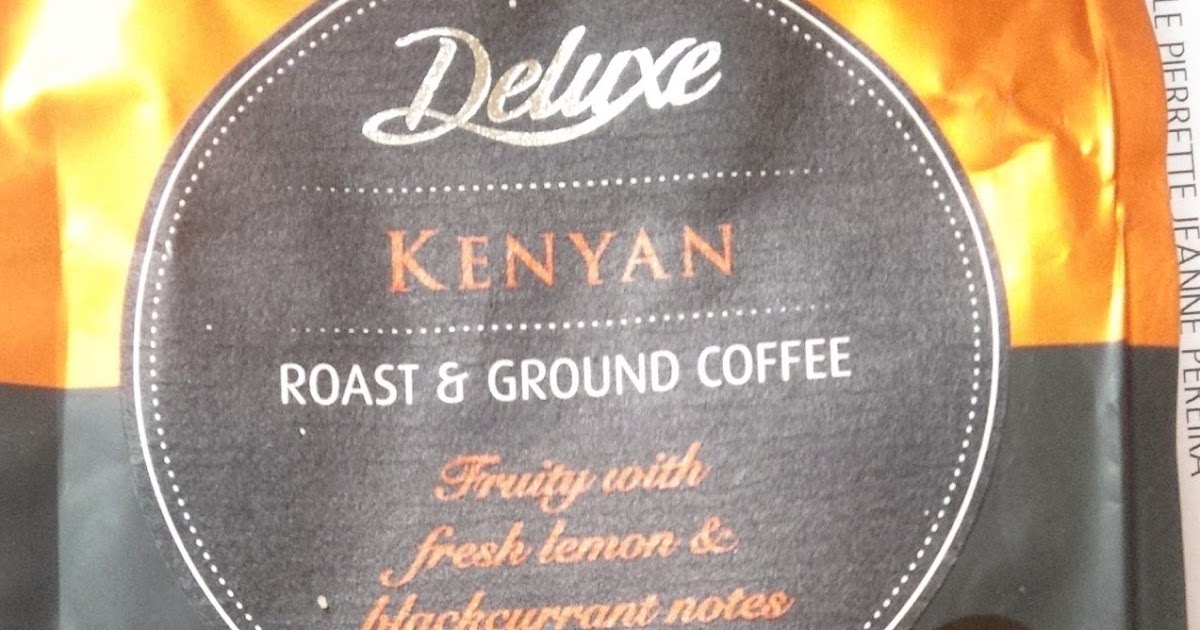 Deluxe
KENYAN
ROAST & GROUND COFFEE
Fruity with
fresh lemon &
blackcurrant notes
LE PIERRETTE JEANNE PEREIRA